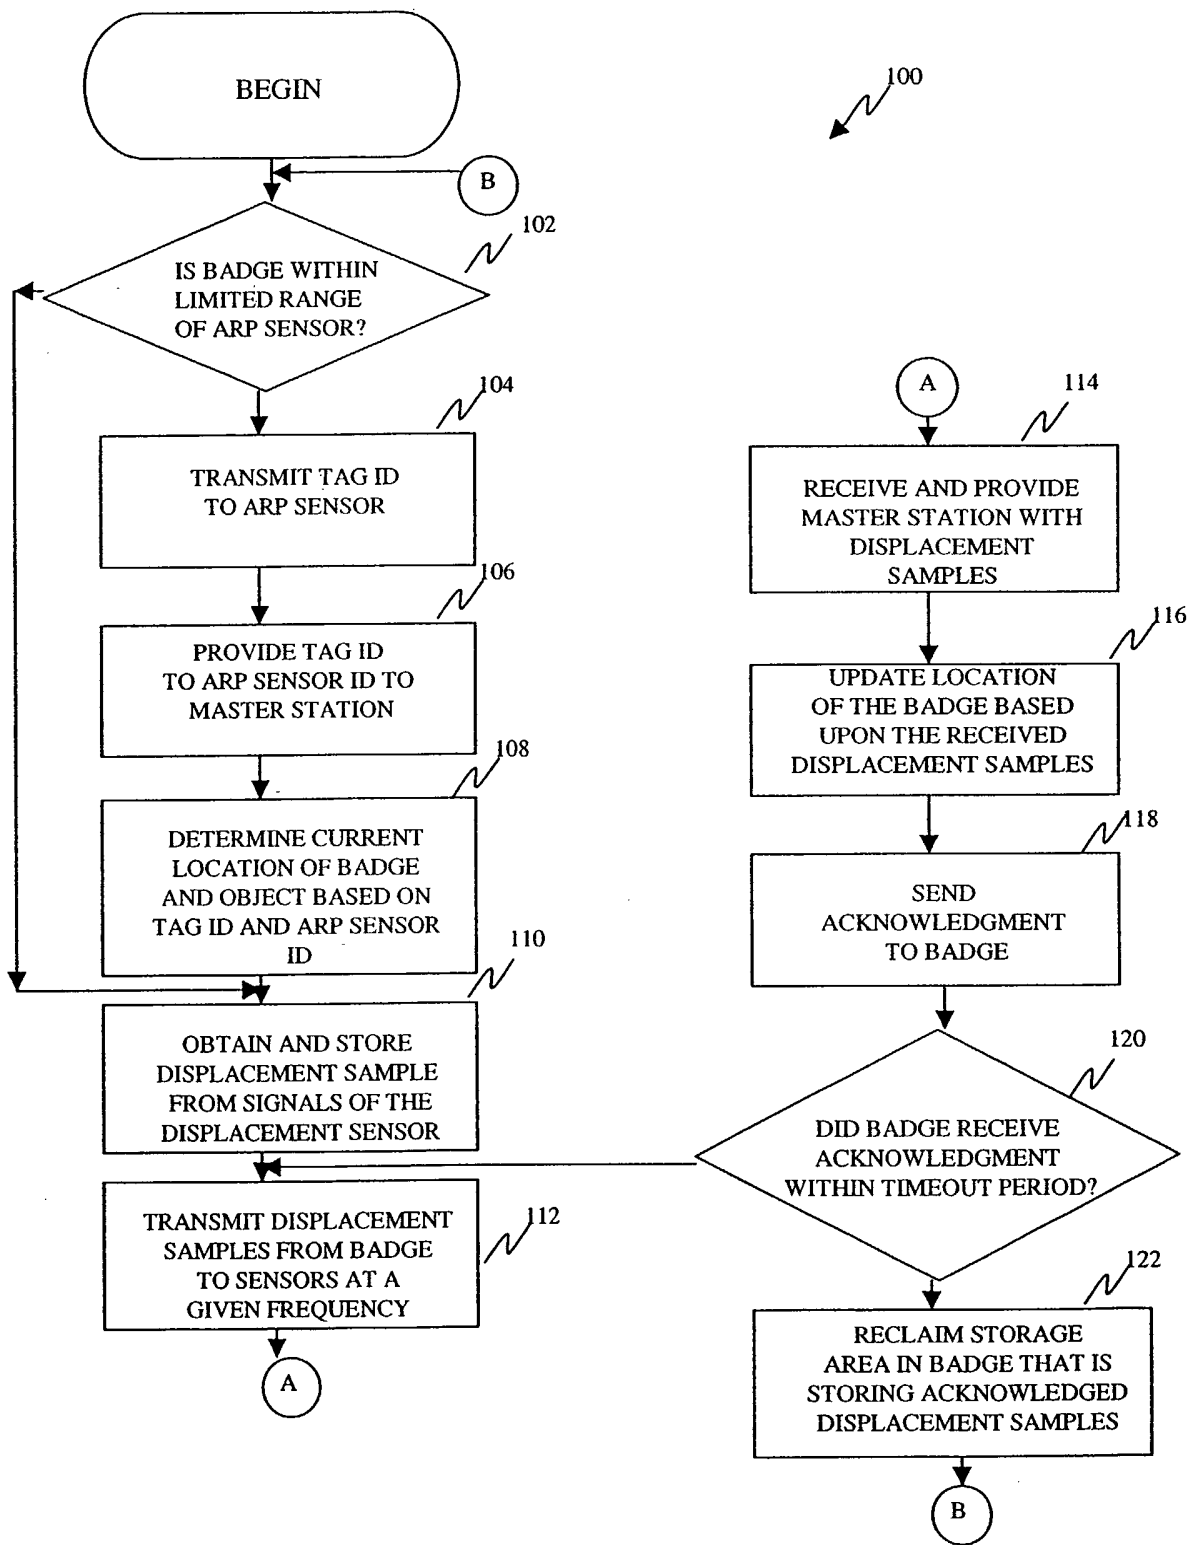 BEGIN
100
B
102
IS BADGE WITHIN
LIMITED RANGE
OF ARP SENSOR?
104
TRANSMIT TAG ID
TO ARP SENSOR
106
PROVIDE TAG ID
TO ARP SENSOR ID TO
MASTER STATION
108
DETERMINE CURRENT
LOCATION OF BADGE
AND OBJECT BASED ON
TAG ID AND ARP SENSOR
ID
110
OBTAIN AND STORE
DISPLACEMENT SAMPLE
FROM SIGNALS OF THE
DISPLACEMENT SENSOR
112
TRANSMIT DISPLACEMENT
SAMPLES FROM BADGE
TO SENSORS AT A
GIVEN FREQUENCY
A
A
114
RECEIVE AND PROVIDE
MASTER STATION WITH
DISPLACEMENT
SAMPLES
116
UPDATE LOCATION
OF THE BADGE BASED
UPON THE RECEIVED
DISPLACEMENT SAMPLES
118
SEND
ACKNOWLEDGMENT
TO BADGE
120
DID BADGE RECEIVE
ACKNOWLEDGMENT
WITHIN TIMEOUT PERIOD?
122
RECLAIM STORAGE
AREA IN BADGE THAT IS
STORING ACKNOWLEDGED
DISPLACEMENT SAMPLES
B